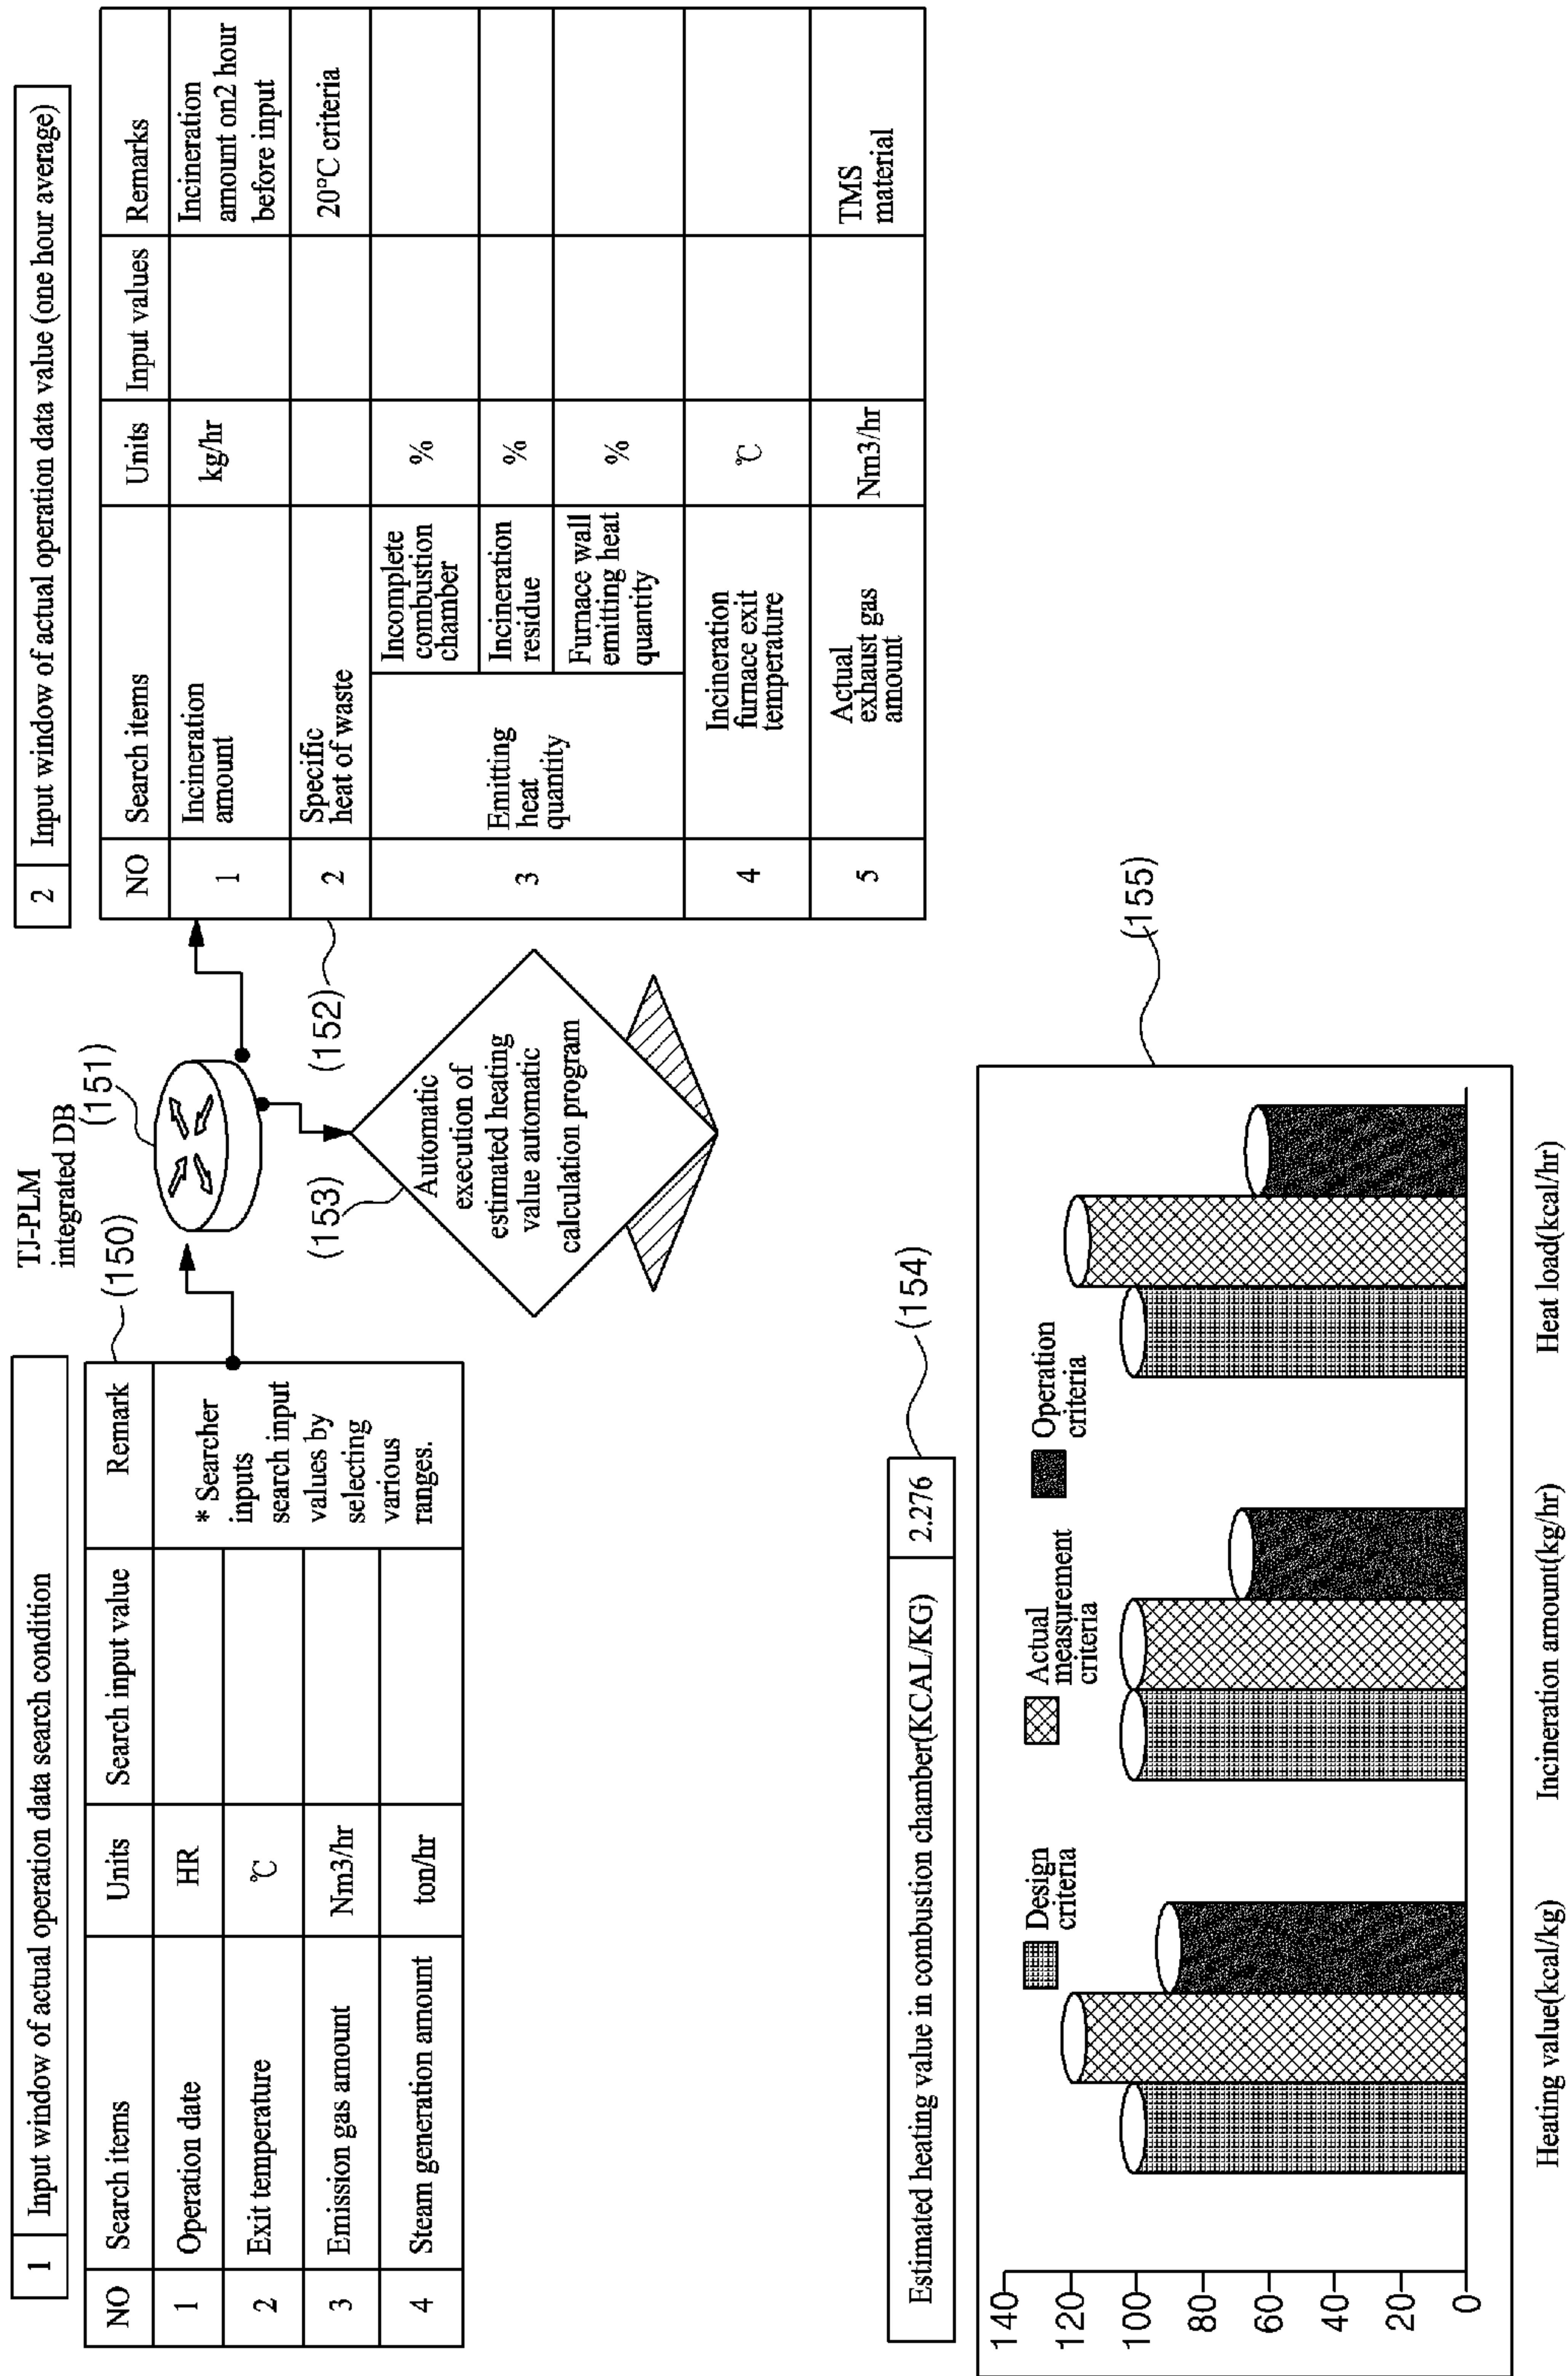 1 Input window of actual operation data search condition
NO Search items Units Search input value Remark
1 Operation date HR
2 Exit temperature ℃
3 Emission gas amount Nm3/hr
4 Steam generation amount ton/hr
* Searcher
inputs
search input
values by
selecting
various
ranges.
(150)
TJ-PLM
integrated DB
(151)
(152)
(153)
Automatic
execution of
estimated heating
value automatic
calculation program
2 Input window of actual operation data value (one hour average)
NO Search items Units Input values Remarks
1
Incineration
amount
kg/hr
Incineration
amount on2 hour
before input
2
Specific
heat of waste
20°C criteria
3
Emitting
heat
quantity
Incomplete
combustion
chamber
%
Incineration
residue
%
Furnace wall
emitting heat
quantity
%
4
Incineration
furnace exit
temperature
℃
5
Actual
exhaust gas
amount
Nm3/hr
TMS
material
Estimated heating value in combustion chamber(KCAL/KG) 2.276
(154)
(155)
Design
criteria
Actual
measurement
criteria
Operation
criteria
140
120
100
80
60
40
20
0
Heating value(kcal/kg) Incineration amount(kg/hr) Heat load(kcal/hr)